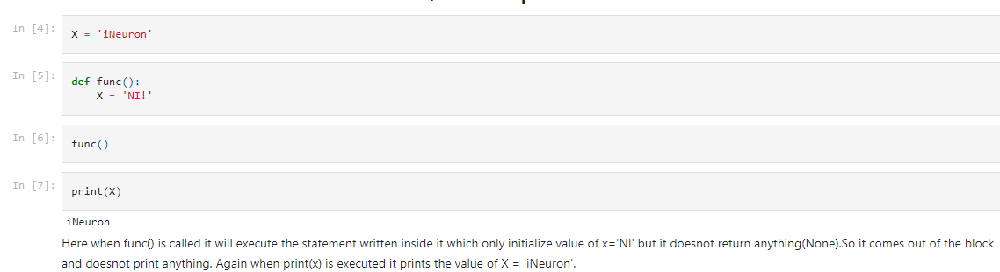 In [4]:
X = 'iNeuron'
In [5]:
def func():
    X = 'NI!'
In [6]:
func()
In [7]:
print(X)
iNeuron
Here when func() is called it will execute the statement written inside it which only initialize value of x='NI' but it doesnot return anything(None).So it comes out of the block
and doesnot print anything. Again when print(x) is executed it prints the value of X = 'iNeuron'.